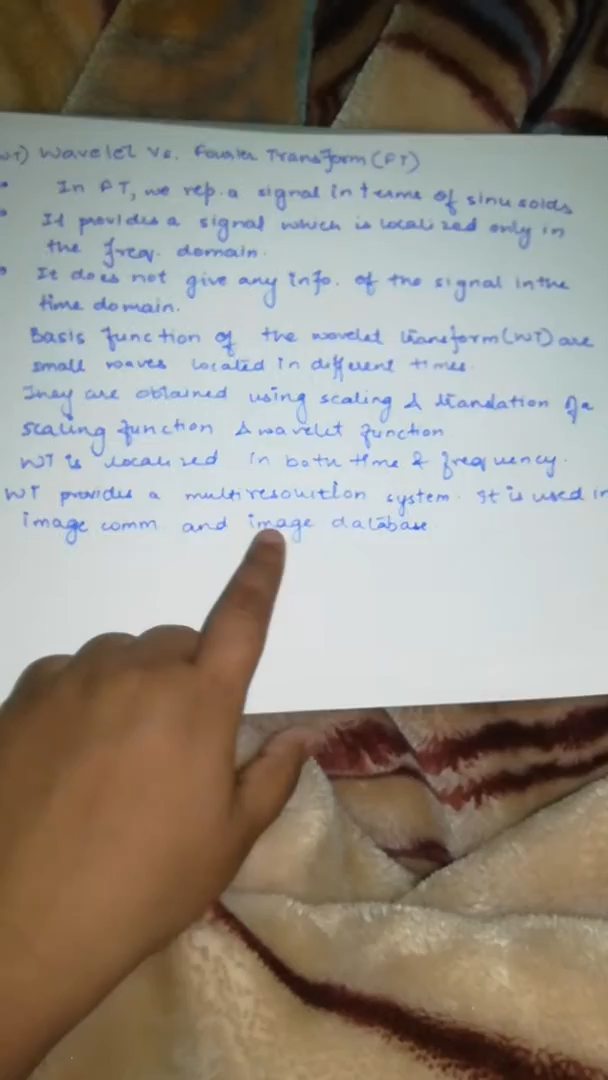 WT) Wavelet Vs. Fourier Transform (FT)
In FT, we rep. a signal in terms of sinusoids
It provides a signal which is localised only in
the freq. domain.
It does not give any info. of the signal in the
time domain.
Basis function of the wavelet transform (WT) are
small waves located in different times.
They are obtained using scaling & translation of a
scaling function & wavelet function
WT is localised in both time & frequency.
WT provides a multiresolution system. It is used in
image comm. and image database.